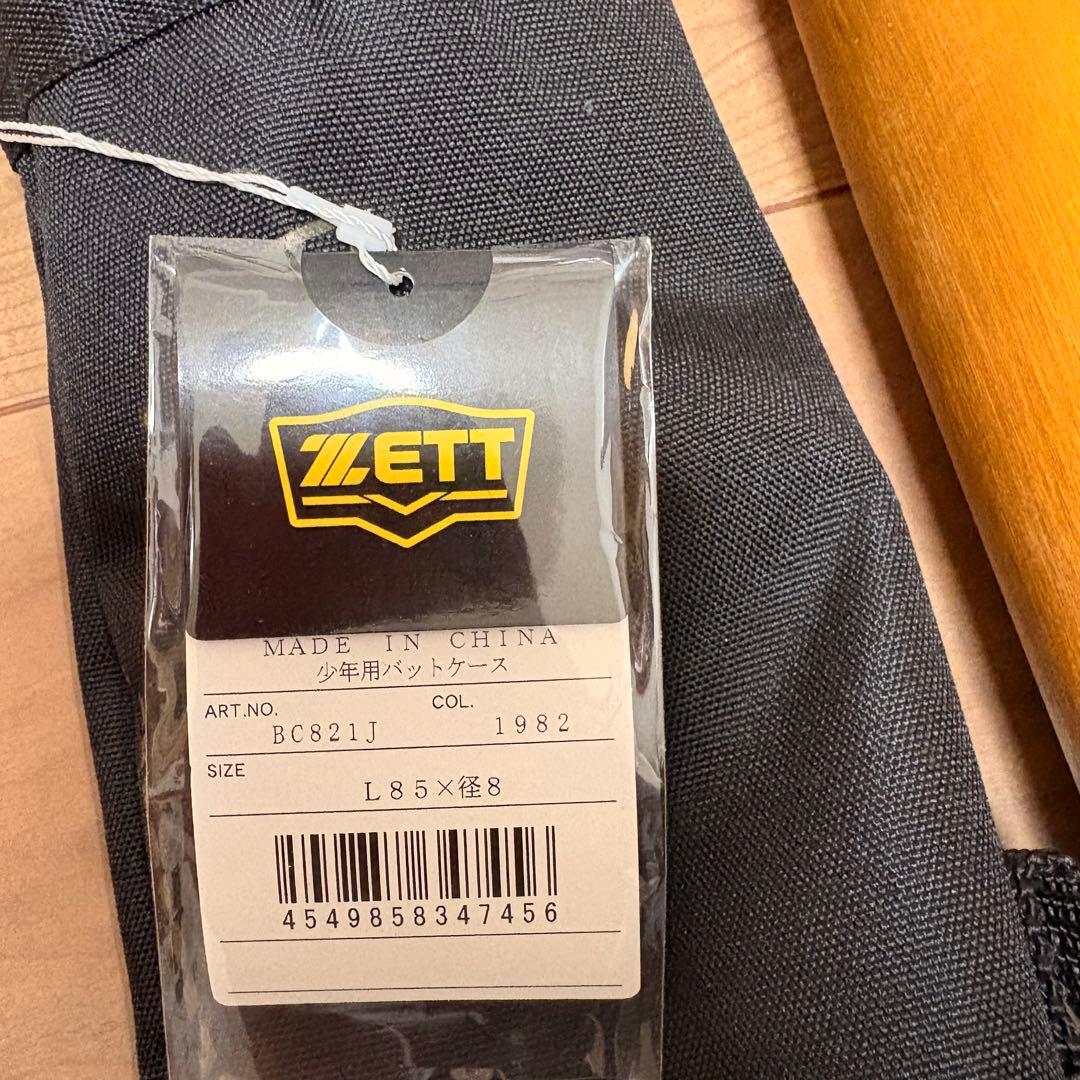 ZETT
MADE IN CHINA
少年用バットケース
ART.NO. COL.
BC821J 1982
SIZE
L85×径8
4549858347456